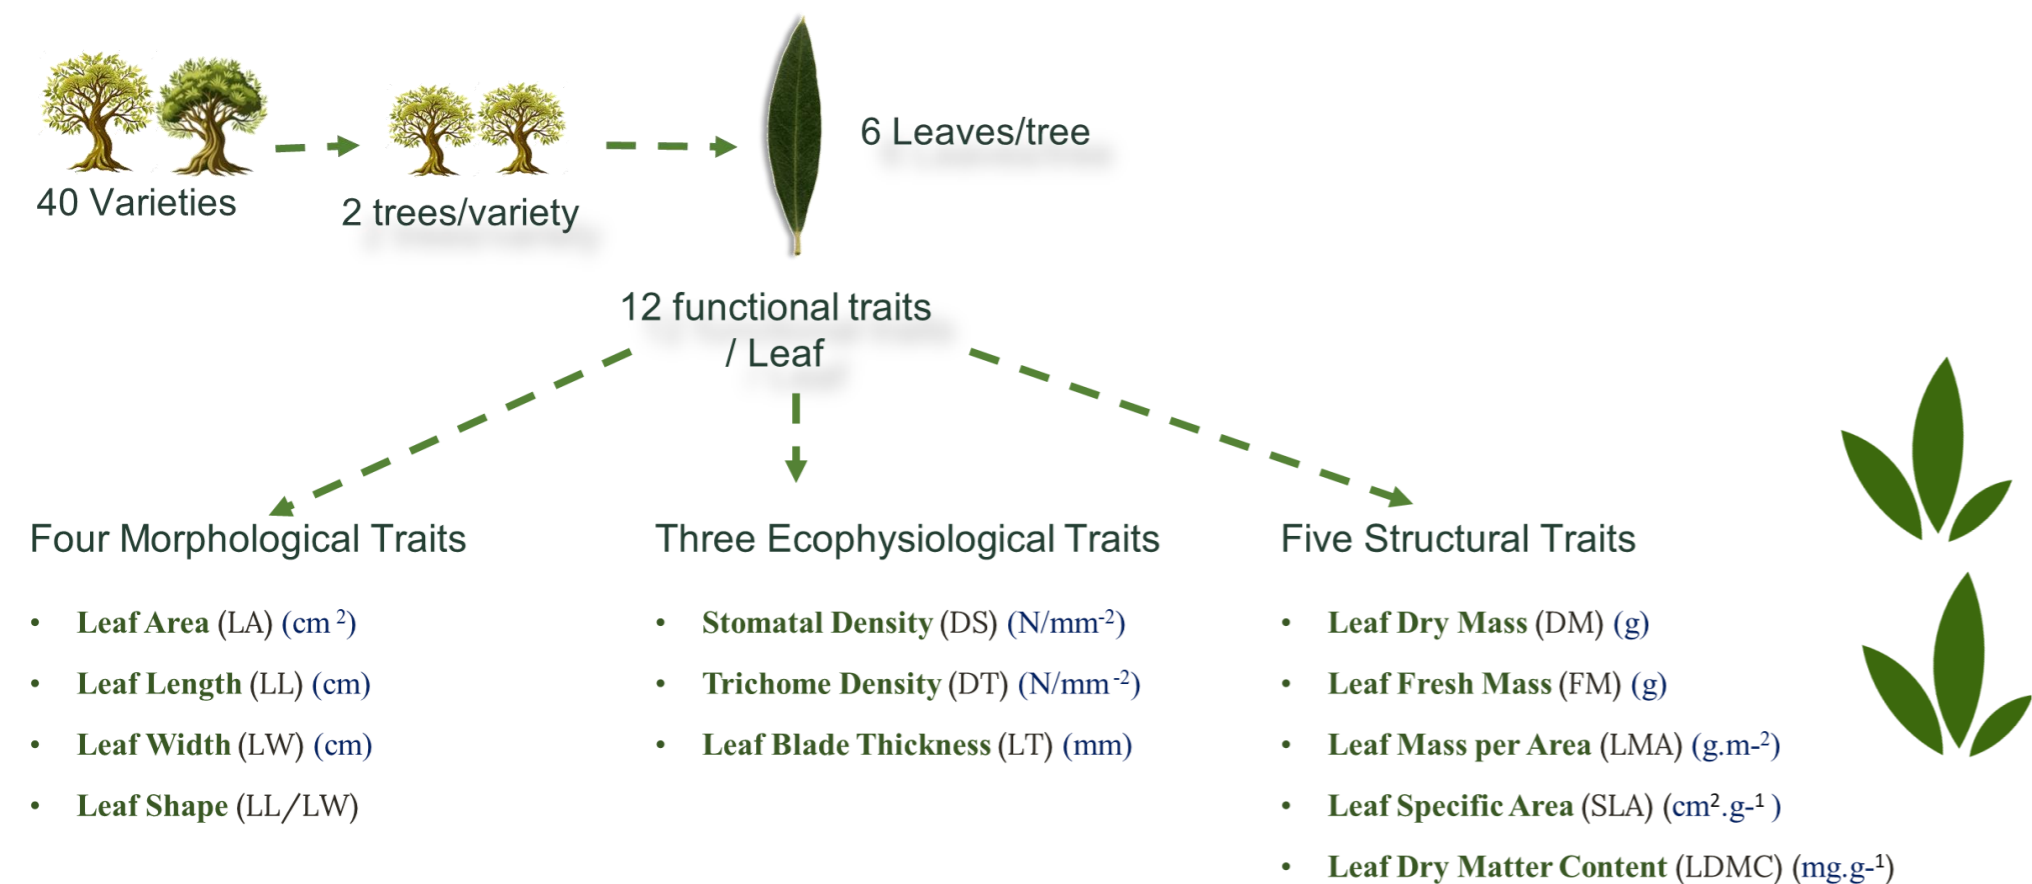 40 Varieties
2 trees/variety
6 Leaves/tree
12 functional traits
/ Leaf
Four Morphological Traits
• Leaf Area (LA) (cm²)
• Leaf Length (LL) (cm)
• Leaf Width (LW) (cm)
• Leaf Shape (LL/LW)
Three Ecophysiological Traits
• Stomatal Density (DS) (N/mm⁻²)
• Trichome Density (DT) (N/mm⁻²)
• Leaf Blade Thickness (LT) (mm)
Five Structural Traits
• Leaf Dry Mass (DM) (g)
• Leaf Fresh Mass (FM) (g)
• Leaf Mass per Area (LMA) (g.m-²)
• Leaf Specific Area (SLA) (cm².g-¹ )
• Leaf Dry Matter Content (LDMC) (mg.g-¹)